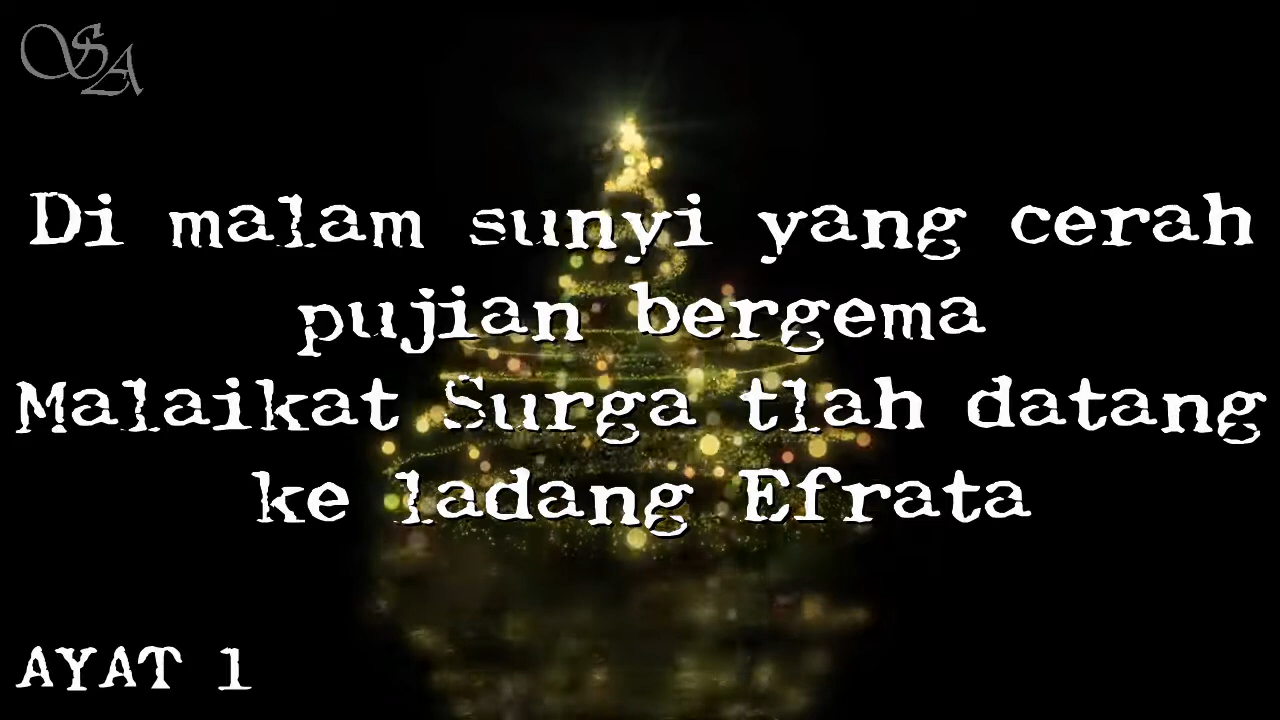 SA
Di malam sunyi yang cerah
pujian bergema
Malaikat Surga tlah datang
ke ladang Efrata
AYAT 1